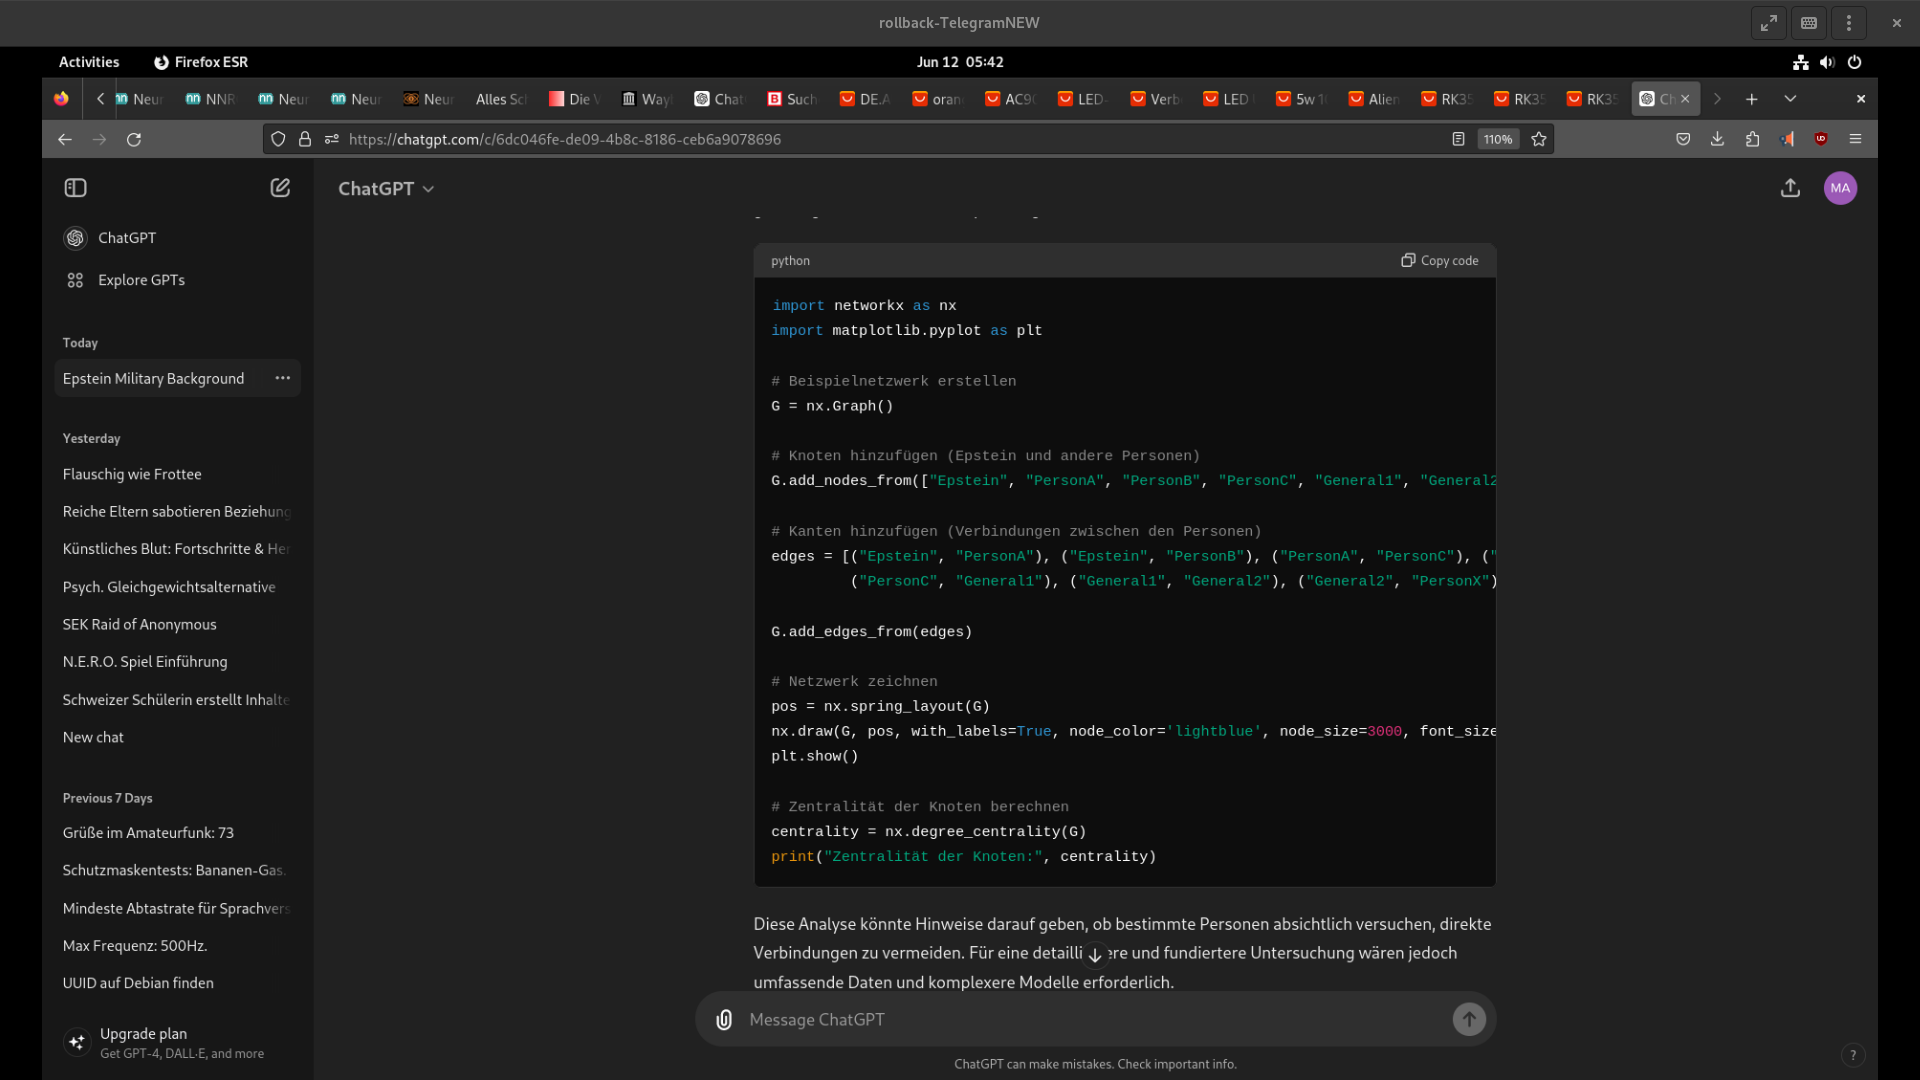 rollback-TelegramNEW
Activities
Firefox ESR
Jun 12 05:42
Neur
NNR
Neur
Neur
Neur
Alles Sc
Die V
Way
Chat
Such
DE.A
oran
AC9
LED-
Verb
LED
5w 1
Alien
RK35
RK35
RK35
Ch
https://chatgpt.com/c/6dc046fe-de09-4b8c-8186-ceb6a9078696
110%
ChatGPT
MA
ChatGPT
Explore GPTs
Today
Epstein Military Background
Yesterday
Flauschig wie Frottee
Reiche Eltern sabotieren Beziehung
Künstliches Blut: Fortschritte & Her
Psych. Gleichgewichtsalternative
SEK Raid of Anonymous
N.E.R.O. Spiel Einführung
Schweizer Schülerin erstellt Inhalte
New chat
Previous 7 Days
Grüße im Amateurfunk: 73
Schutzmaskentests: Bananen-Gas.
Mindeste Abtastrate für Sprachvers
Max Frequenz: 500Hz.
UUID auf Debian finden
Upgrade plan
Get GPT-4, DALL·E, and more
python
Copy code
import networkx as nx
import matplotlib.pyplot as plt
# Beispielnetzwerk erstellen
G = nx.Graph()
# Knoten hinzufügen (Epstein und andere Personen)
G.add_nodes_from(["Epstein", "PersonA", "PersonB", "PersonC", "General1", "General2
# Kanten hinzufügen (Verbindungen zwischen den Personen)
edges = [("Epstein", "PersonA"), ("Epstein", "PersonB"), ("PersonA", "PersonC"), ("
("PersonC", "General1"), ("General1", "General2"), ("General2", "PersonX")
G.add_edges_from(edges)
# Netzwerk zeichnen
pos = nx.spring_layout(G)
nx.draw(G, pos, with_labels=True, node_color='lightblue', node_size=3000, font_size
plt.show()
# Zentralität der Knoten berechnen
centrality = nx.degree_centrality(G)
print("Zentralität der Knoten:", centrality)
Diese Analyse könnte Hinweise darauf geben, ob bestimmte Personen absichtlich versuchen, direkte
Verbindungen zu vermeiden. Für eine detailli ere und fundiertere Untersuchung wären jedoch
umfassende Daten und komplexere Modelle erforderlich.
Message ChatGPT
ChatGPT can make mistakes. Check important info.
?